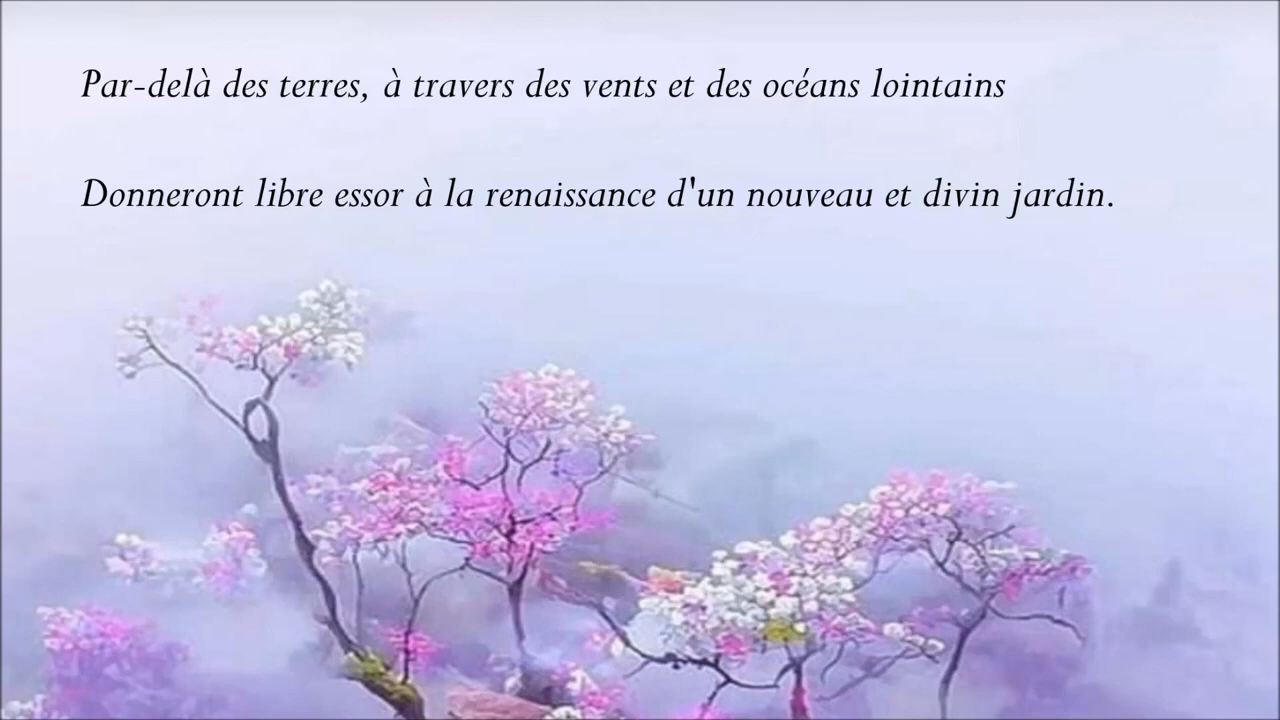 Par-delà des terres, à travers des vents et des océans lointains
Donneront libre essor à la renaissance d'un nouveau et divin jardin.